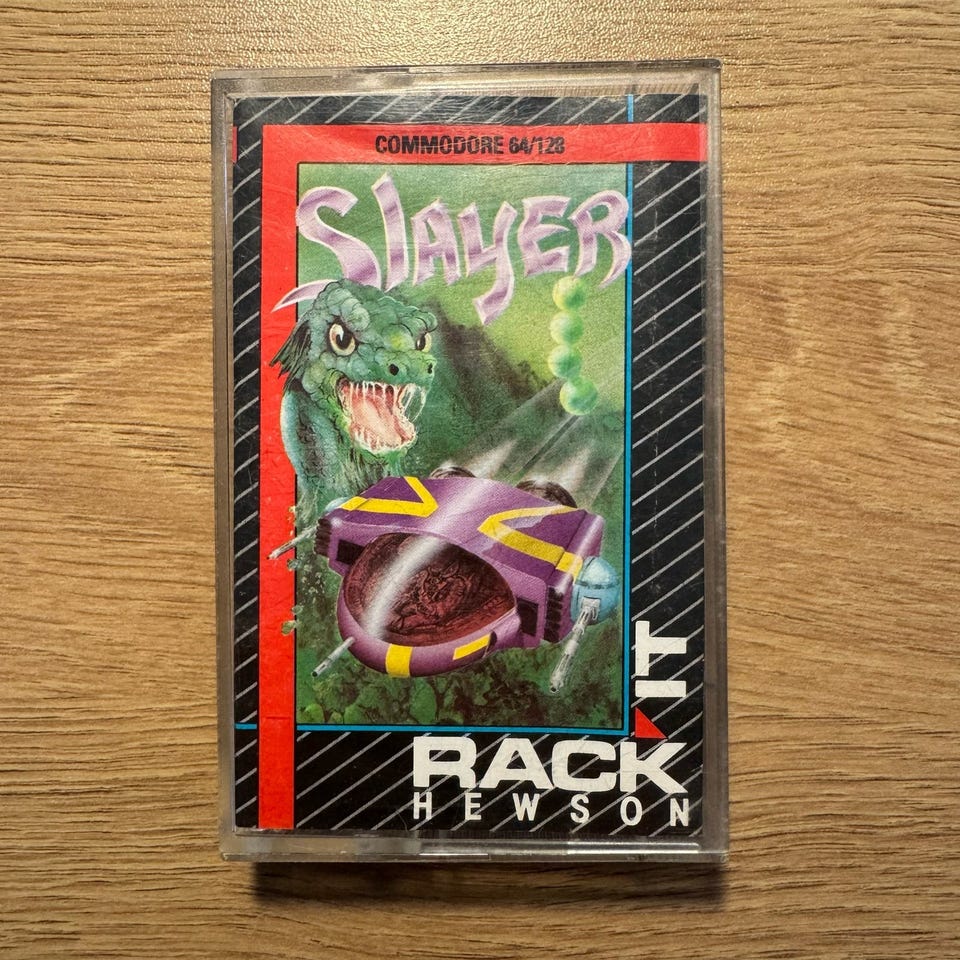 COMMODORE 64/128
SLAYER
RACK IT
HEWSON